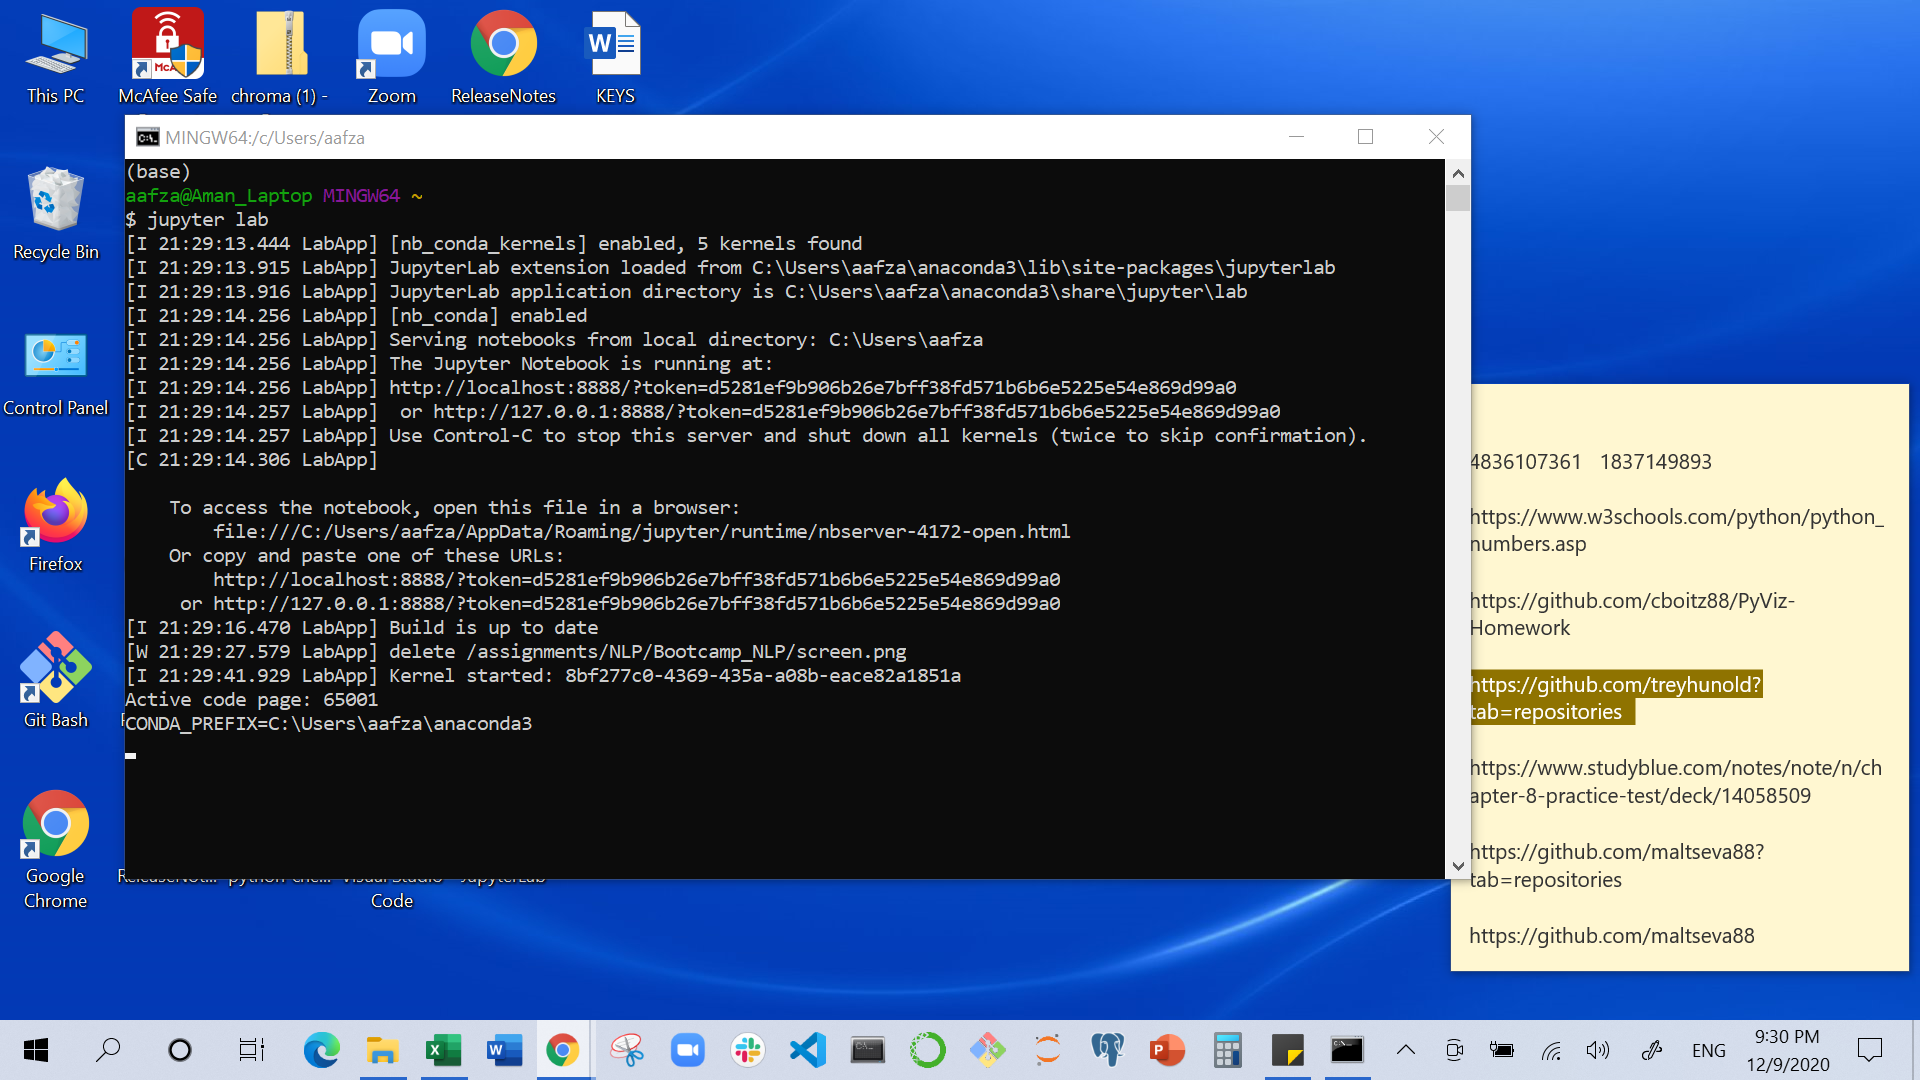 This PC
McAfee Safe
chroma (1) -
Zoom
ReleaseNotes
KEYS
Recycle Bin
Control Panel
Firefox
Git Bash
Google
Chrome
Code
MINGW64:/c/Users/aafza
(base)
aafza@Aman_Laptop MINGW64 ~
$ jupyter lab
[I 21:29:13.444 LabApp] [nb_conda_kernels] enabled, 5 kernels found
[I 21:29:13.915 LabApp] JupyterLab extension loaded from C:\Users\aafza\anaconda3\lib\site-packages\jupyterlab
[I 21:29:13.916 LabApp] JupyterLab application directory is C:\Users\aafza\anaconda3\share\jupyter\lab
[I 21:29:14.256 LabApp] [nb_conda] enabled
[I 21:29:14.256 LabApp] Serving notebooks from local directory: C:\Users\aafza
[I 21:29:14.256 LabApp] The Jupyter Notebook is running at:
[I 21:29:14.256 LabApp] http://localhost:8888/?token=d5281ef9b906b26e7bff38fd571b6b6e5225e54e869d99a0
[I 21:29:14.257 LabApp]  or http://127.0.0.1:8888/?token=d5281ef9b906b26e7bff38fd571b6b6e5225e54e869d99a0
[I 21:29:14.257 LabApp] Use Control-C to stop this server and shut down all kernels (twice to skip confirmation).
[C 21:29:14.306 LabApp]
To access the notebook, open this file in a browser:
file:///C:/Users/aafza/AppData/Roaming/jupyter/runtime/nbserver-4172-open.html
Or copy and paste one of these URLs:
http://localhost:8888/?token=d5281ef9b906b26e7bff38fd571b6b6e5225e54e869d99a0
or http://127.0.0.1:8888/?token=d5281ef9b906b26e7bff38fd571b6b6e5225e54e869d99a0
[I 21:29:16.470 LabApp] Build is up to date
[W 21:29:27.579 LabApp] delete /assignments/NLP/Bootcamp_NLP/screen.png
[I 21:29:41.929 LabApp] Kernel started: 8bf277c0-4369-435a-a08b-eace82a1851a
Active code page: 65001
CONDA_PREFIX=C:\Users\aafza\anaconda3
4836107361 1837149893
https://www.w3schools.com/python/python_
numbers.asp
https://github.com/cboitz88/PyViz-
Homework
https://github.com/treyhunold?
tab=repositories
https://www.studyblue.com/notes/note/n/ch
apter-8-practice-test/deck/14058509
https://github.com/maltseva88?
tab=repositories
https://github.com/maltseva88
ENG
9:30 PM
12/9/2020